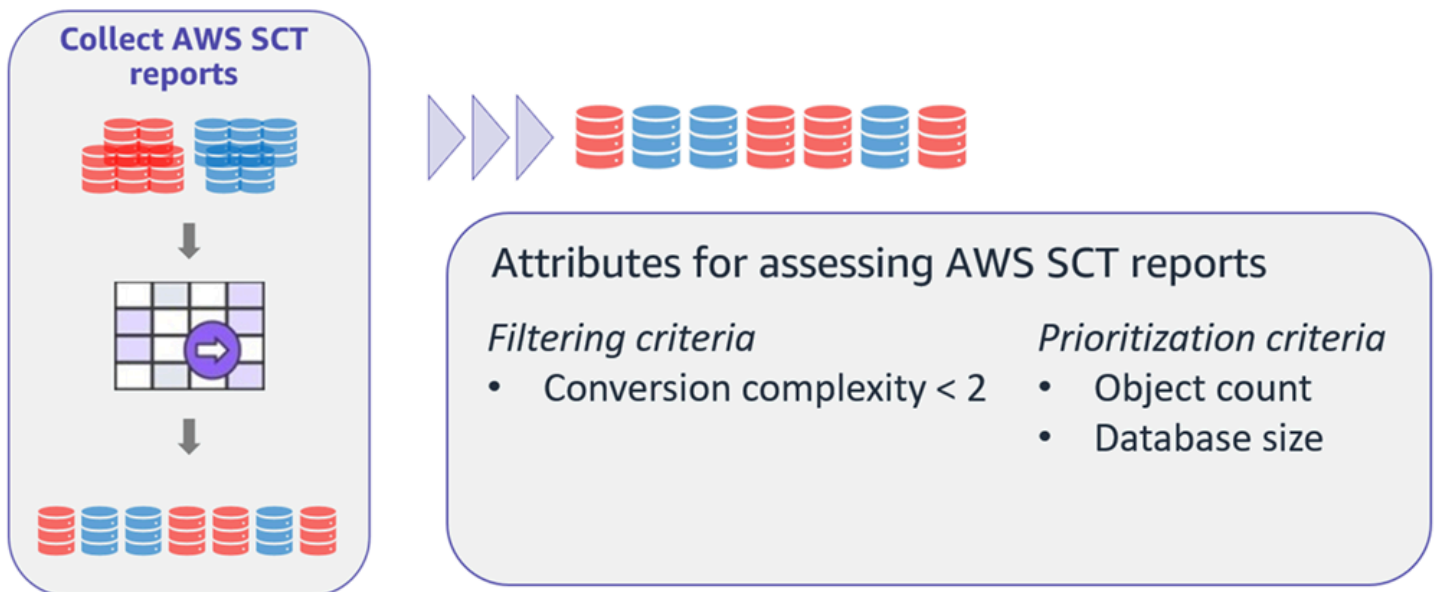 Collect AWS SCT
reports
Attributes for assessing AWS SCT reports
Filtering criteria
• Conversion complexity < 2
Prioritization criteria
• Object count
• Database size